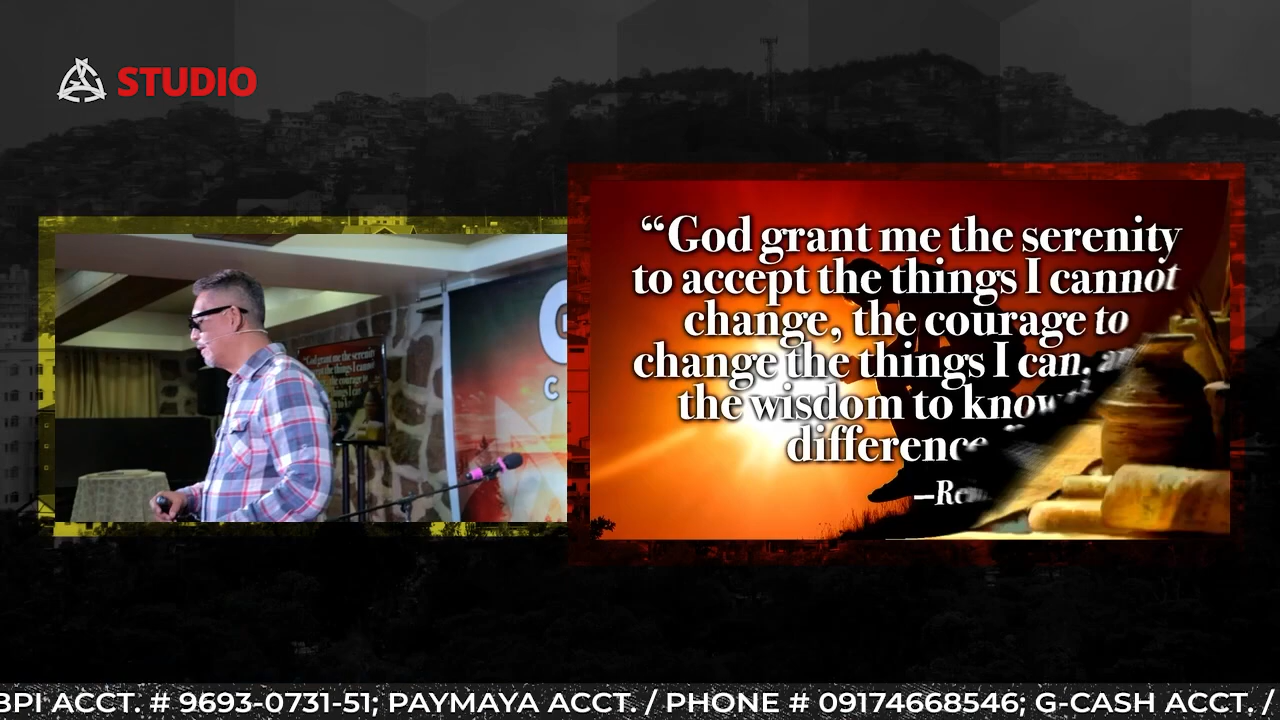 STUDIO
“God grant me the serenity
to accept the things I cannot
change, the courage to
change the things I can,
the wisdom to know
difference
G
C
BPI ACCT. # 9693-0731-51; PAYMAYA ACCT. / PHONE # 09174668546; G-CASH ACCT. /